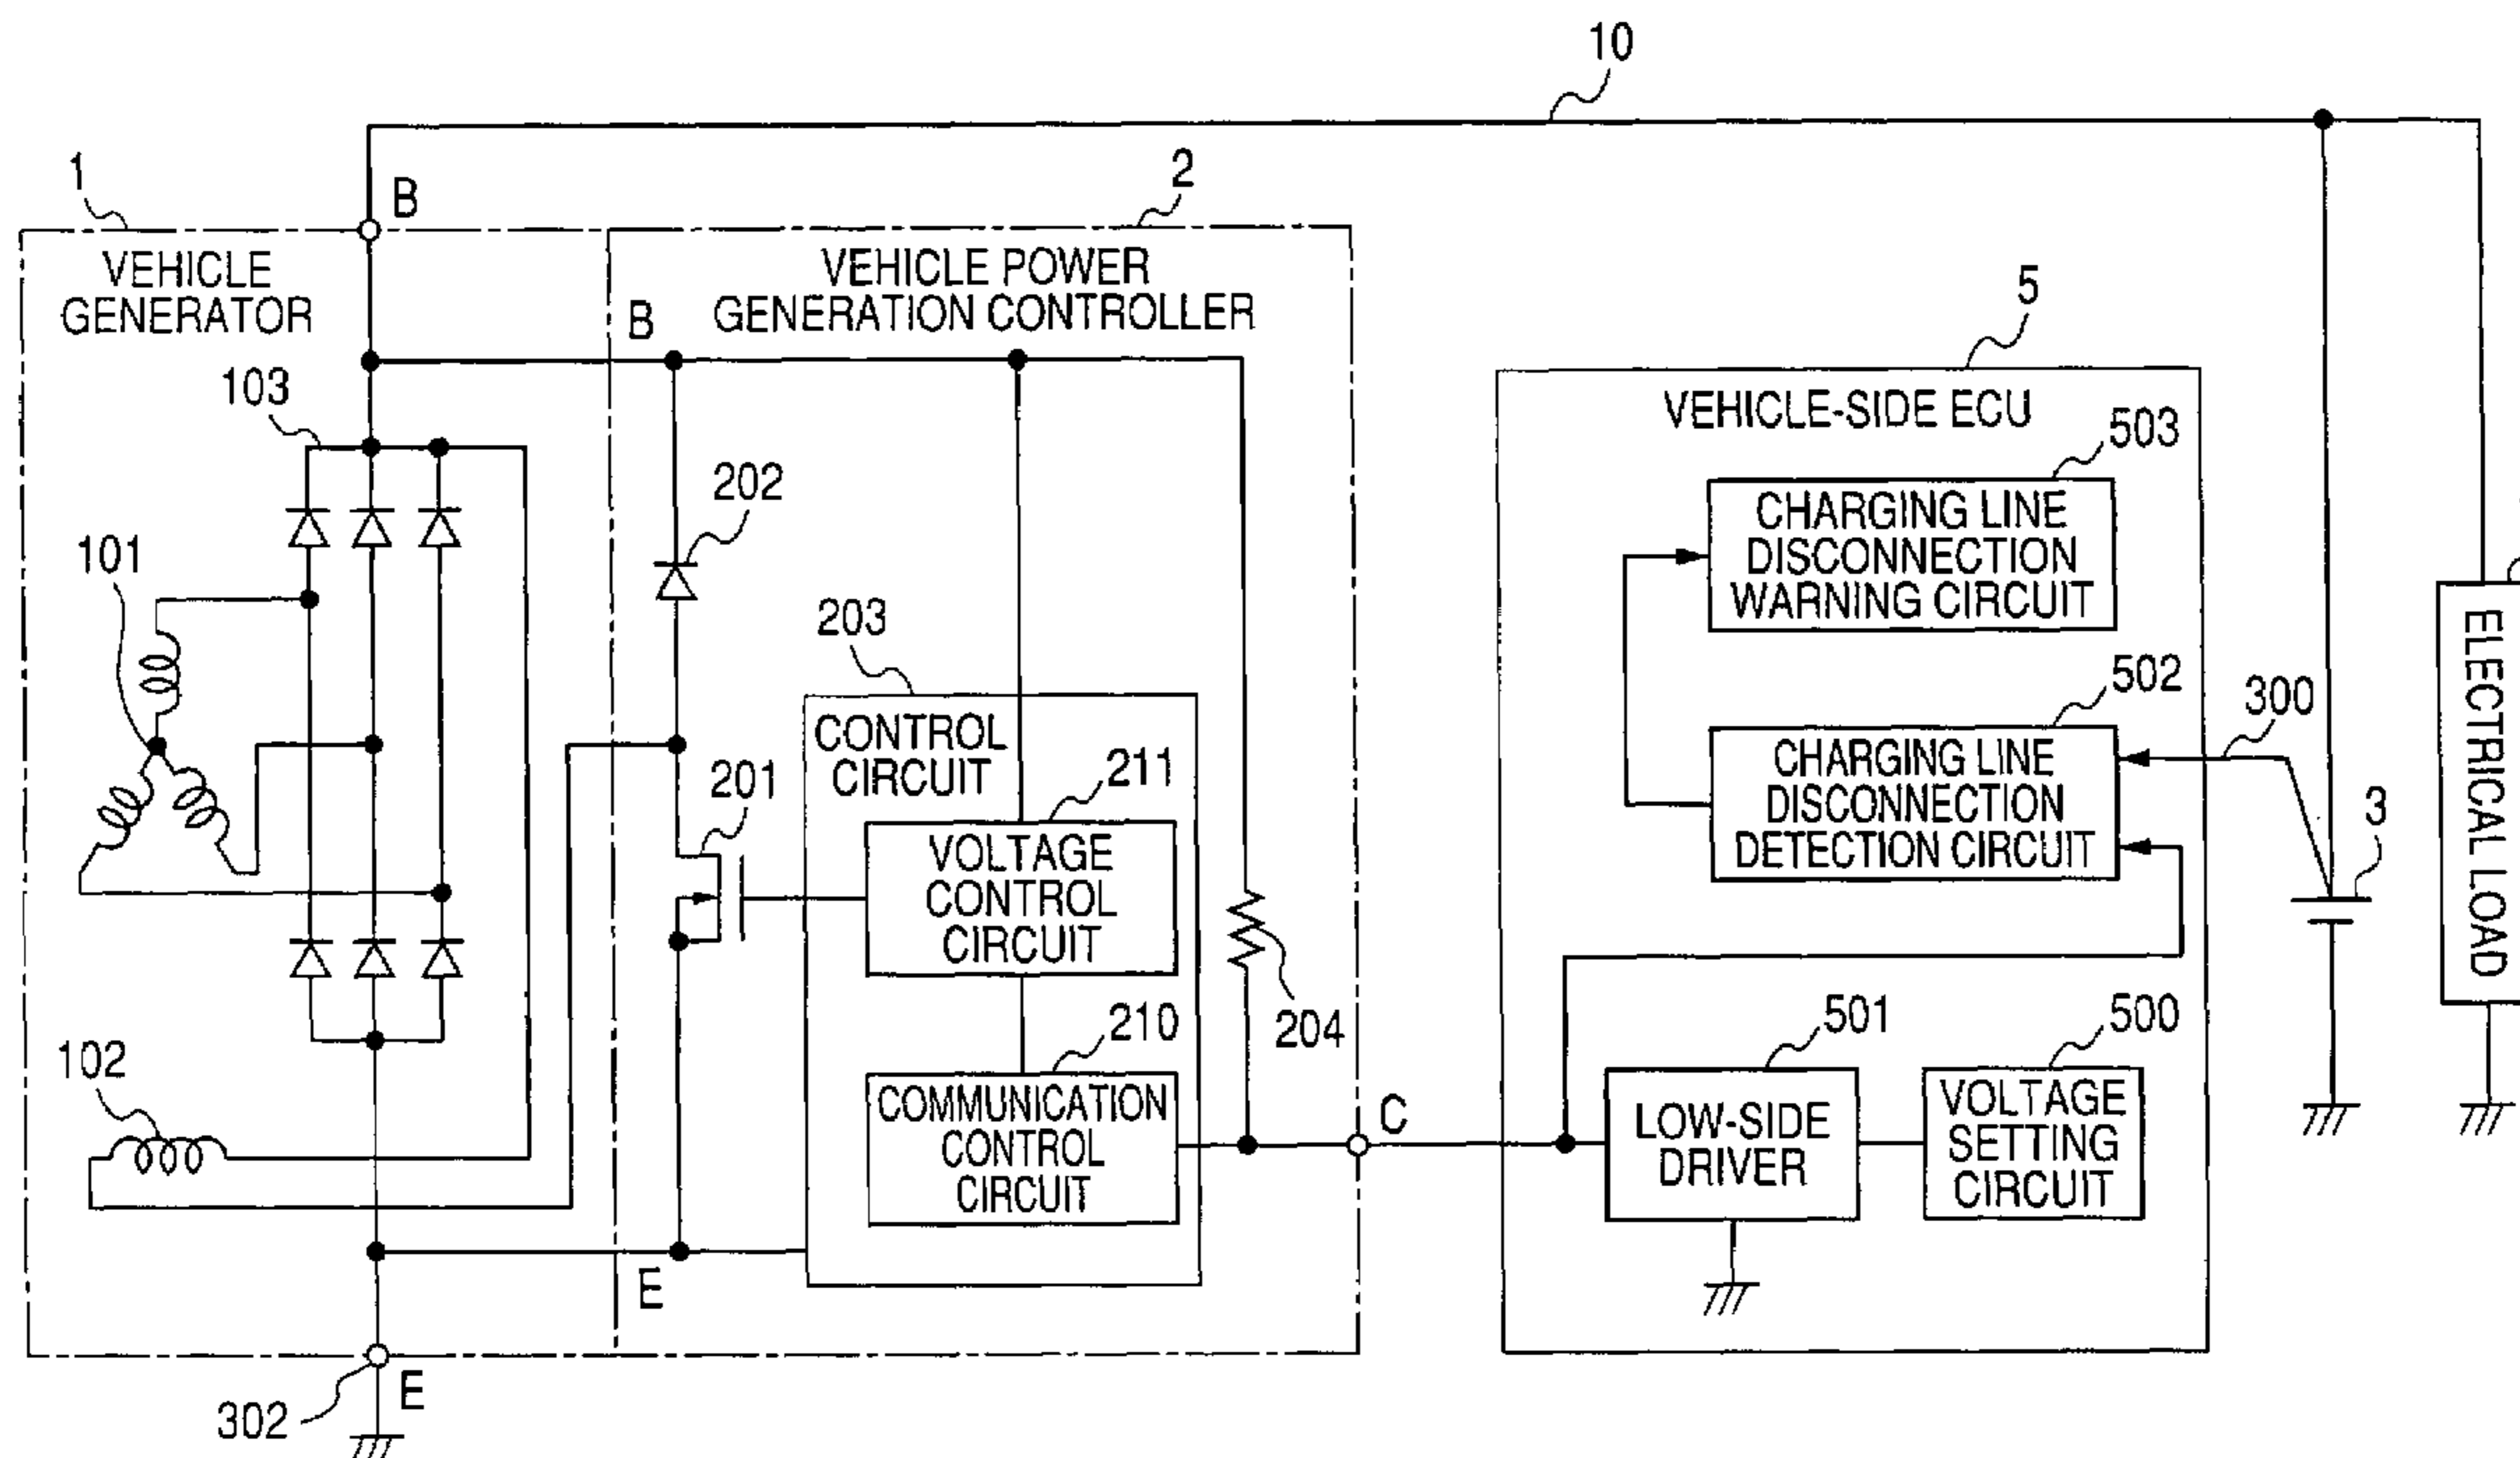 10
1
B
2
VEHICLE
GENERATOR
VEHICLE POWER
GENERATION CONTROLLER
B
5
VEHICLE-SIDE ECU
103
503
CHARGING LINE
DISCONNECTION
WARNING CIRCUIT
202
101
203
CONTROL
CIRCUIT
502
CHARGING LINE
DISCONNECTION
DETECTION CIRCUIT
300
3
ELECTRICAL LOAD
201
211
VOLTAGE
CONTROL
CIRCUIT
204
102
210
COMMUNICATION
CONTROL
CIRCUIT
C
501
LOW-SIDE
DRIVER
500
VOLTAGE
SETTING
CIRCUIT
E
302
E